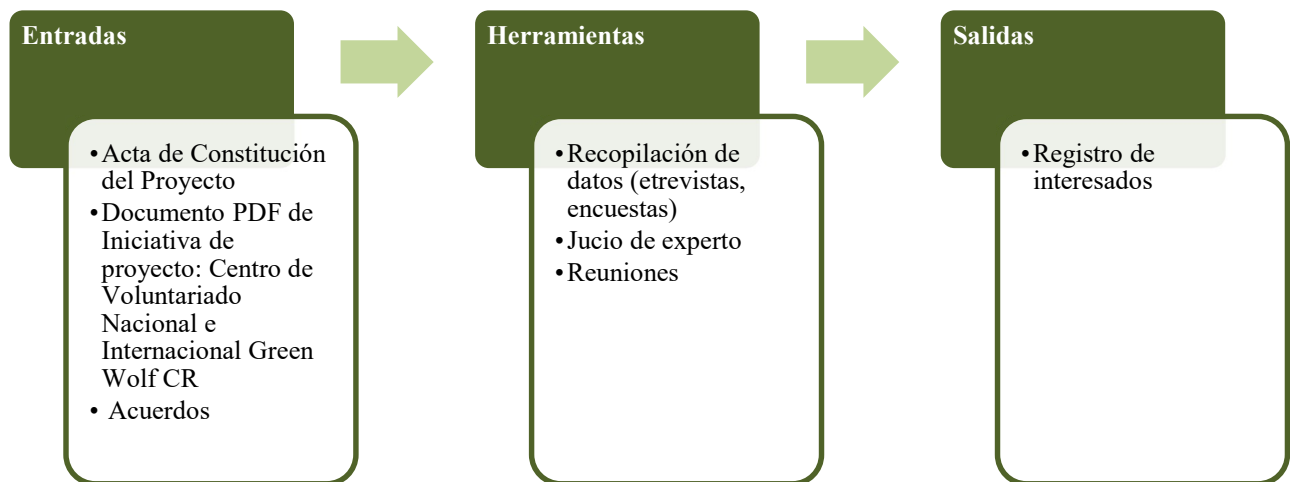 Entradas
•Acta de Constitución
del Proyecto
•Documento PDF de
Iniciativa de
proyecto: Centro de
Voluntariado
Nacional e
Internacional Green
Wolf CR
• Acuerdos
Herramientas
•Recopilación de
datos (etrevistas,
encuestas)
•Jucio de experto
•Reuniones
Salidas
•Registro de
interesados